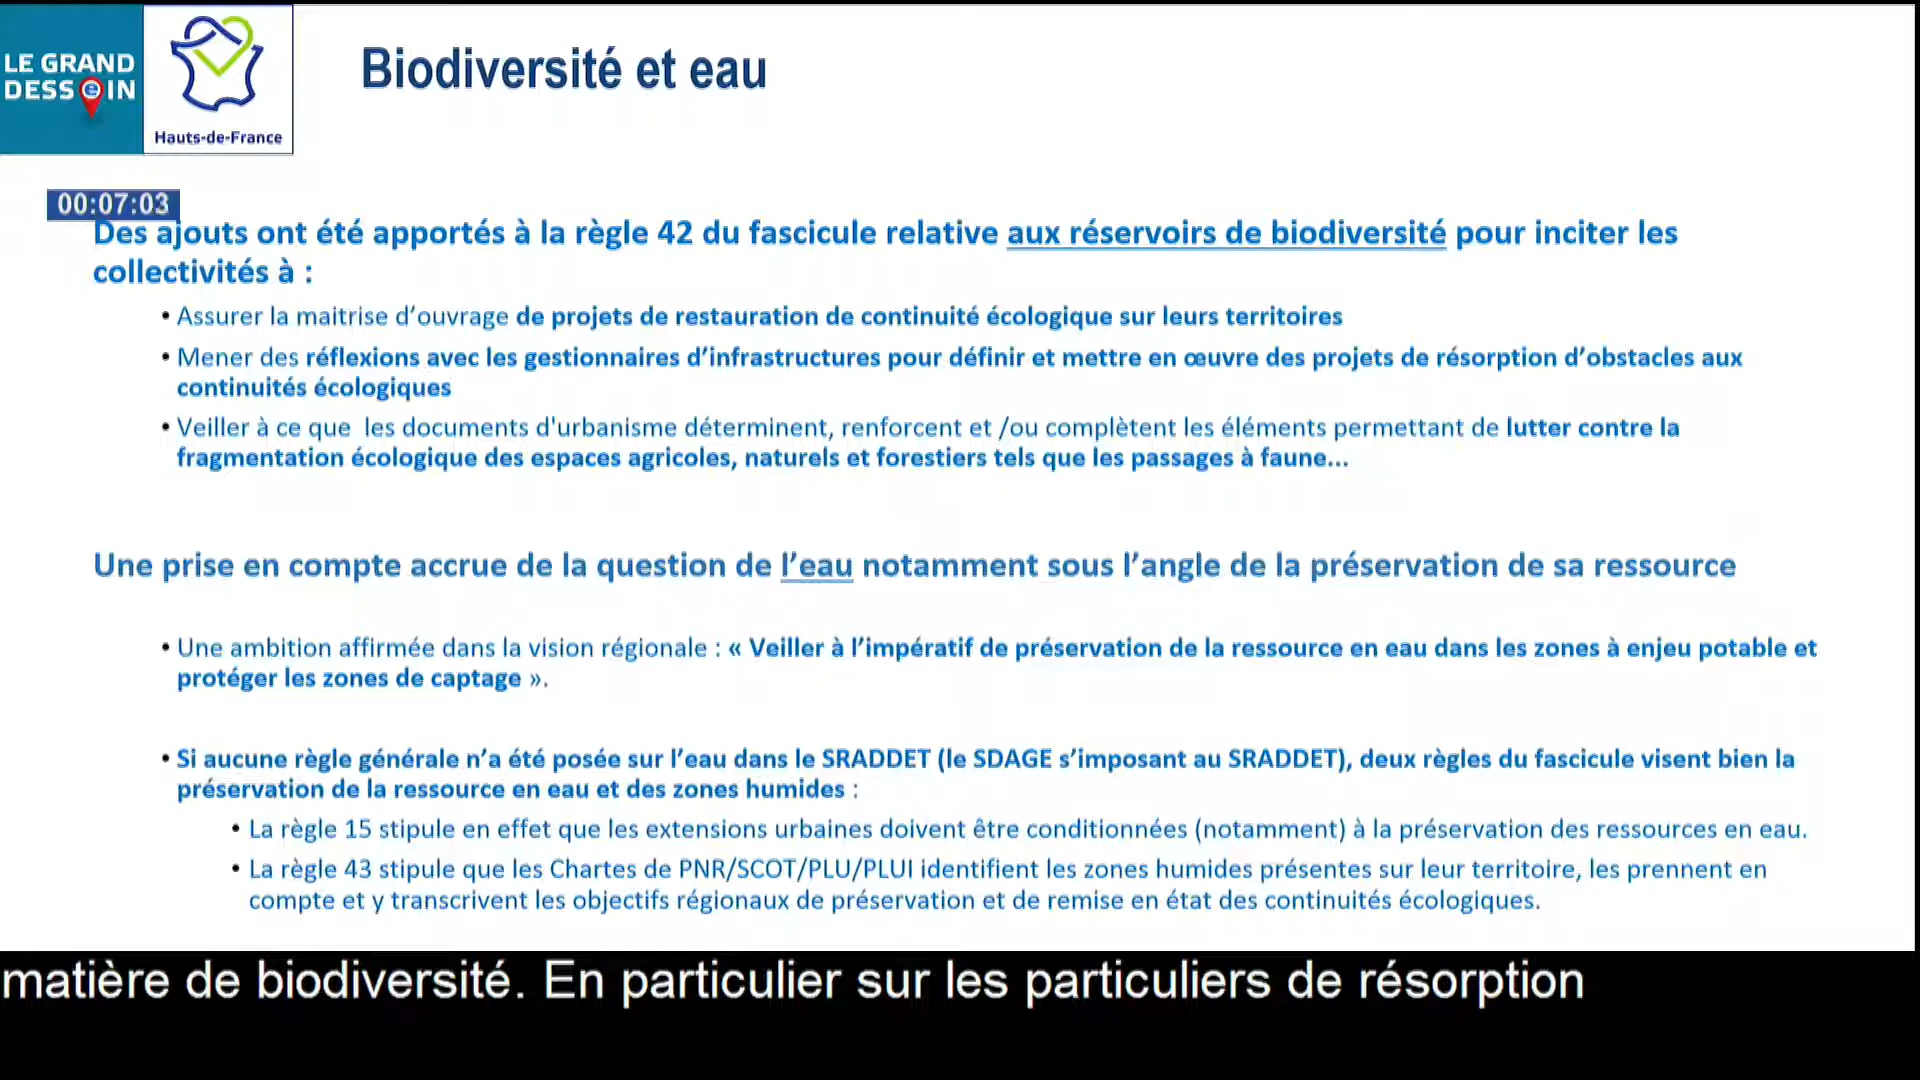 LE GRAND
DESSEIN
Hauts-de-France
Biodiversité et eau
00:07:03
Des ajouts ont été apportés à la règle 42 du fascicule relative aux réservoirs de biodiversité pour inciter les
collectivités à :
• Assurer la maitrise d’ouvrage de projets de restauration de continuité écologique sur leurs territoires
• Mener des réflexions avec les gestionnaires d’infrastructures pour définir et mettre en œuvre des projets de résorption d’obstacles aux
continuités écologiques
• Veiller à ce que les documents d'urbanisme déterminent, renforcent et /ou complètent les éléments permettant de lutter contre la
fragmentation écologique des espaces agricoles, naturels et forestiers tels que les passages à faune...
Une prise en compte accrue de la question de l’eau notamment sous l’angle de la préservation de sa ressource
• Une ambition affirmée dans la vision régionale : « Veiller à l’impératif de préservation de la ressource en eau dans les zones à enjeu potable et
protéger les zones de captage ».
• Si aucune règle générale n’a été posée sur l’eau dans le SRADDET (le SDAGE s’imposant au SRADDET), deux règles du fascicule visent bien la
préservation de la ressource en eau et des zones humides :
• La règle 15 stipule en effet que les extensions urbaines doivent être conditionnées (notamment) à la préservation des ressources en eau.
• La règle 43 stipule que les Chartes de PNR/SCOT/PLU/PLUI identifient les zones humides présentes sur leur territoire, les prennent en
compte et y transcrivent les objectifs régionaux de préservation et de remise en état des continuités écologiques.
matière de biodiversité. En particulier sur les particuliers de résorption